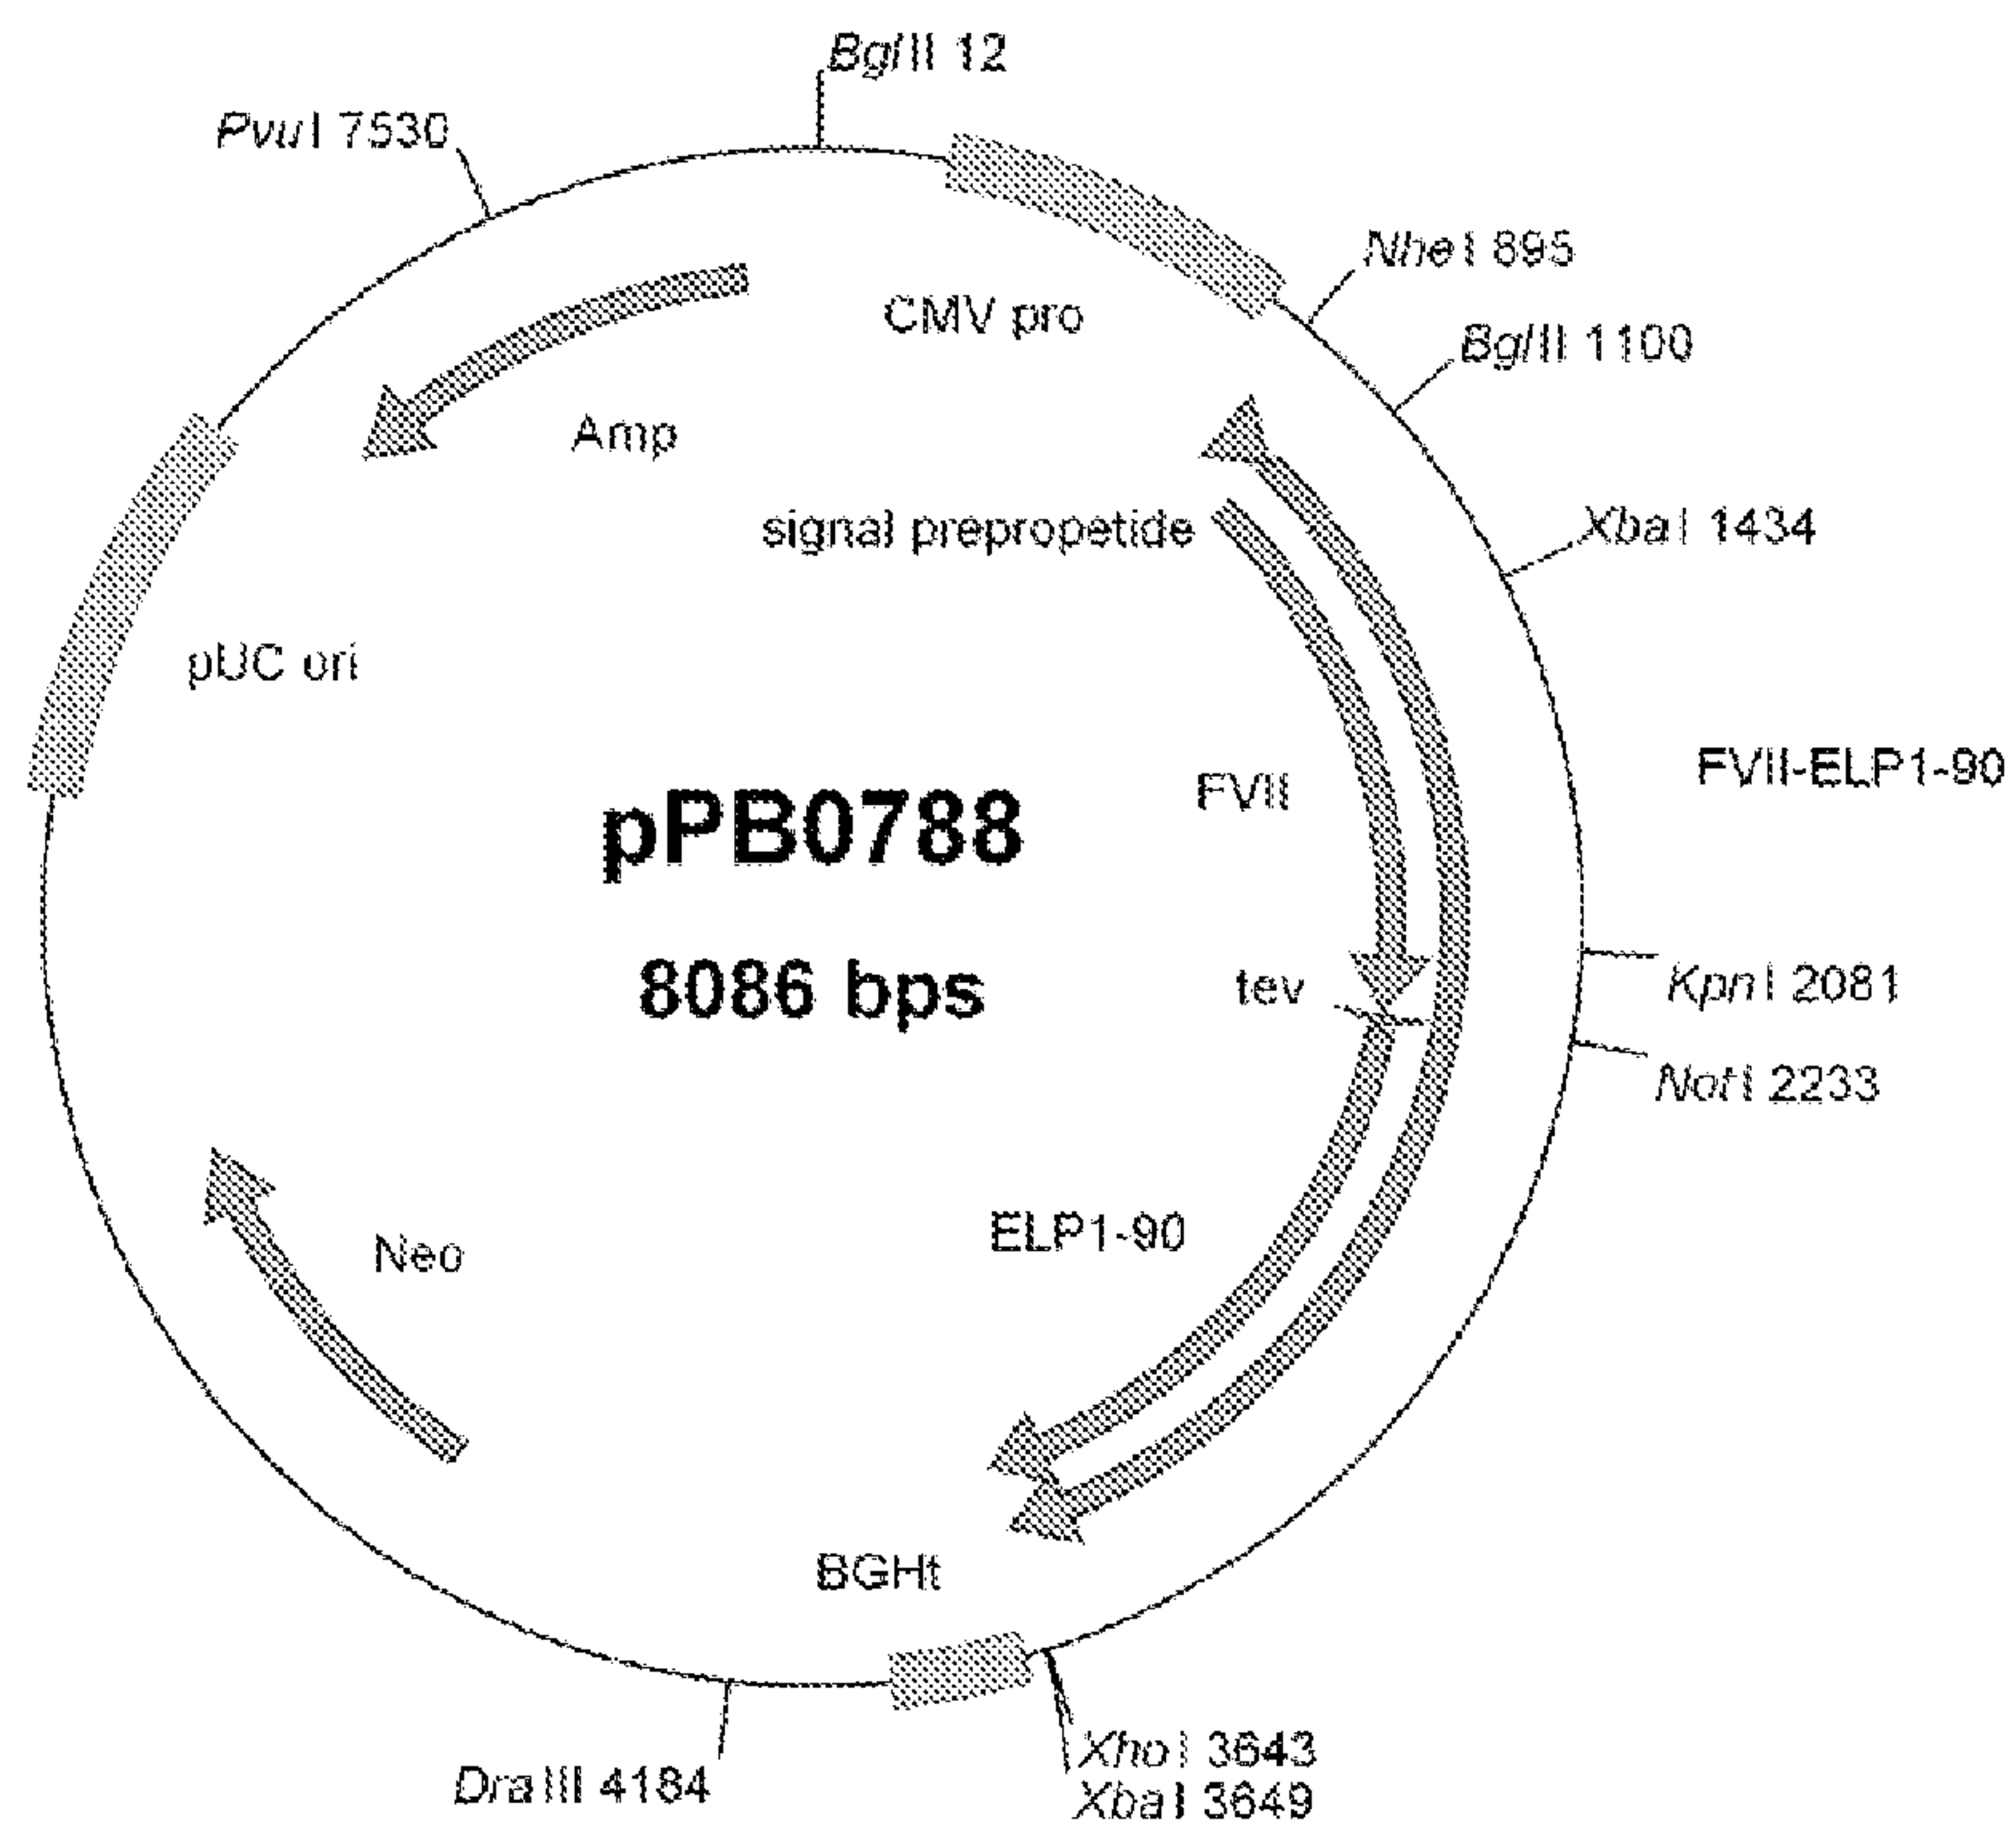 BglII 12
PvuI 7530
NheI 895
CMV pro
BglII 1100
Amp
signal prepropetide
XbaI 1434
pUC ori
FVII-ELP1-90
FVII
pPB0788
8086 bps
tev
KpnI 2081
NotI 2233
ELP1-90
Neo
BGHt
XhoI 3643
DraIII 4184
XbaI 3649